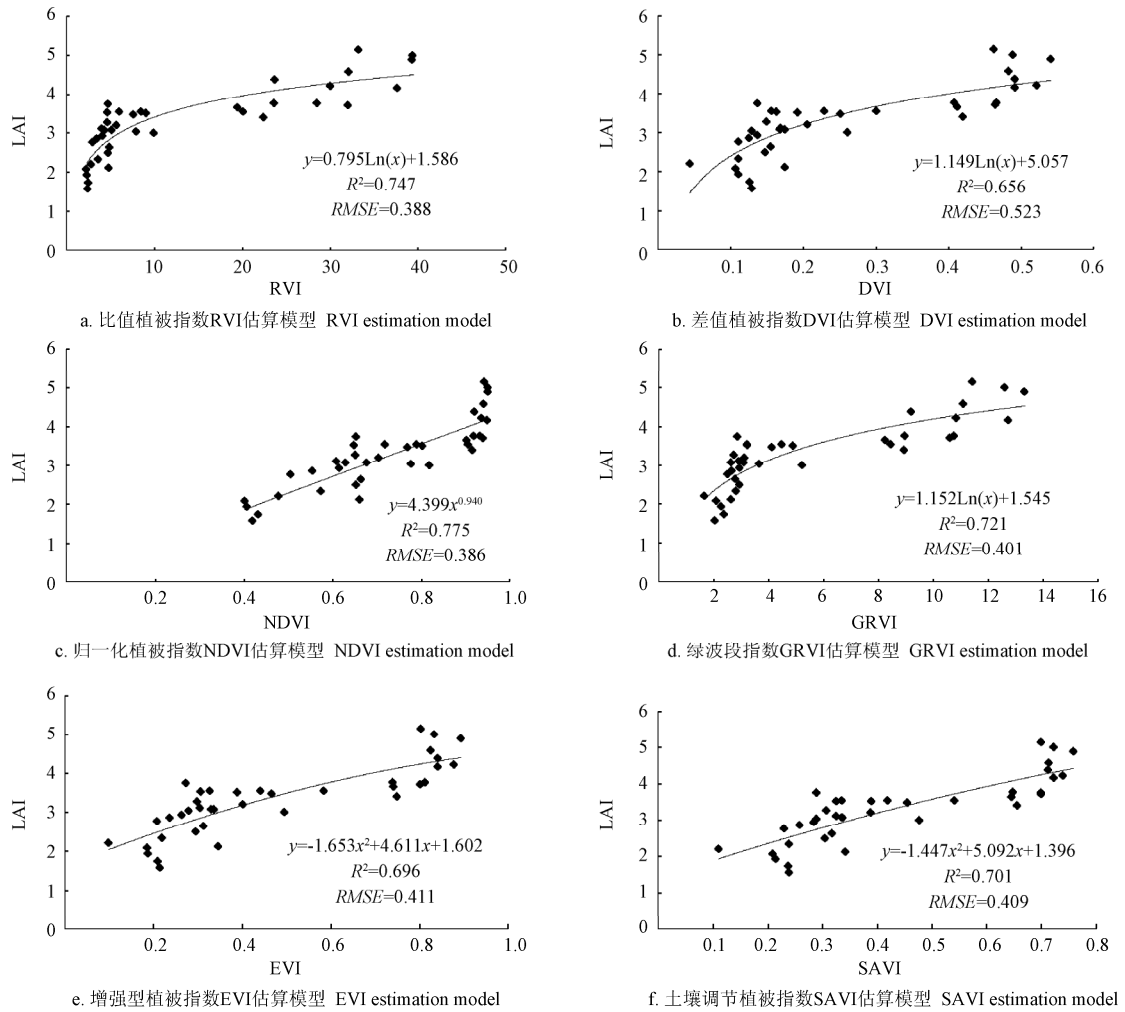 6
5
4
3
2
1
0
LAI
y=0.795Ln(x)+1.586
R²=0.747
RMSE=0.388
10 20 30 40 50
RVI
a. 比值植被指数RVI估算模型 RVI estimation model
6
5
4
3
2
1
0
LAI
y=1.149Ln(x)+5.057
R²=0.656
RMSE=0.523
0.1 0.2 0.3 0.4 0.5 0.6
DVI
b. 差值植被指数DVI估算模型 DVI estimation model
6
5
4
3
2
1
0
LAI
y=4.399x⁰·⁹⁴⁰
R²=0.775
RMSE=0.386
0.2 0.4 0.6 0.8 1.0
NDVI
c. 归一化植被指数NDVI估算模型 NDVI estimation model
6
5
4
3
2
1
0
LAI
y=1.152Ln(x)+1.545
R²=0.721
RMSE=0.401
2 4 6 8 10 12 14 16
GRVI
d. 绿波段指数GRVI估算模型 GRVI estimation model
6
5
4
3
2
1
0
LAI
y=-1.653x²+4.611x+1.602
R²=0.696
RMSE=0.411
0.2 0.4 0.6 0.8 1.0
EVI
e. 增强型植被指数EVI估算模型 EVI estimation model
6
5
4
3
2
1
0
LAI
y=-1.447x²+5.092x+1.396
R²=0.701
RMSE=0.409
0.1 0.2 0.3 0.4 0.5 0.6 0.7 0.8
SAVI
f. 土壤调节植被指数SAVI估算模型 SAVI estimation model